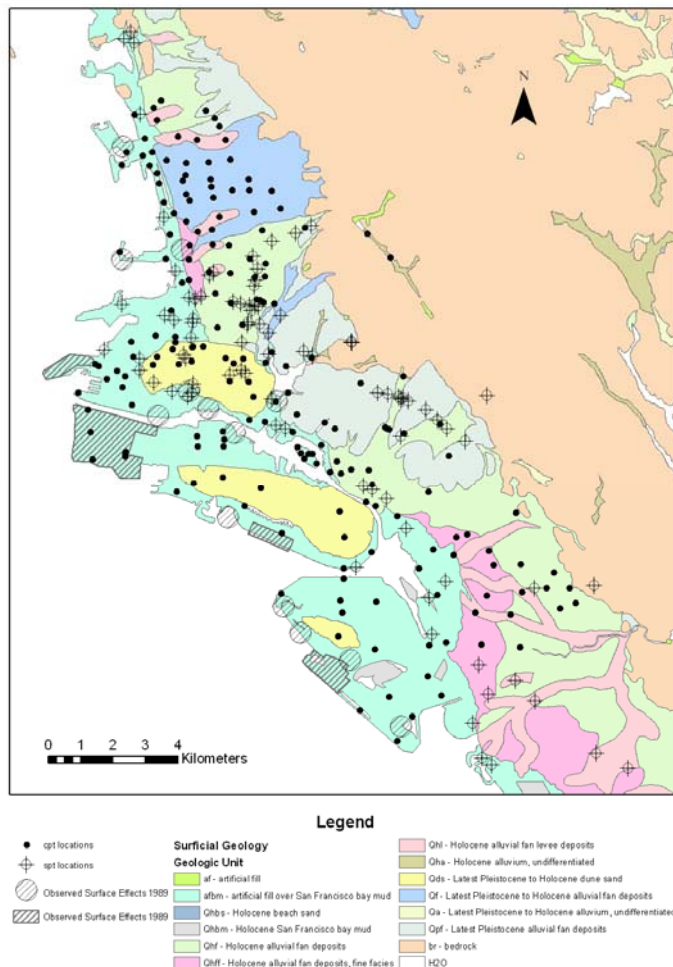 N
0 1 2 3 4
Kilometers
Legend
cpt locations
spt locations
Observed Surface Effects 1989
Observed Surface Effects 1989
Surficial Geology
Geologic Unit
af - artificial fill
afbm - artificial fill over San Francisco bay mud
Qhbs - Holocene beach sand
Qhbm - Holocene San Francisco bay mud
Qhf - Holocene alluvial fan deposits
Qhff - Holocene alluvial fan deposits, fine facies
Qhl - Holocene alluvial fan levee deposits
Qha - Holocene alluvium, undifferentiated
Qds - Latest Pleistocene to Holocene dune sand
Qf - Latest Pleistocene to Holocene alluvial fan deposits
Qa - Latest Pleistocene to Holocene alluvium, undifferentiated
Qpf - Latest Pleistocene alluvial fan deposits
br - bedrock
H2O